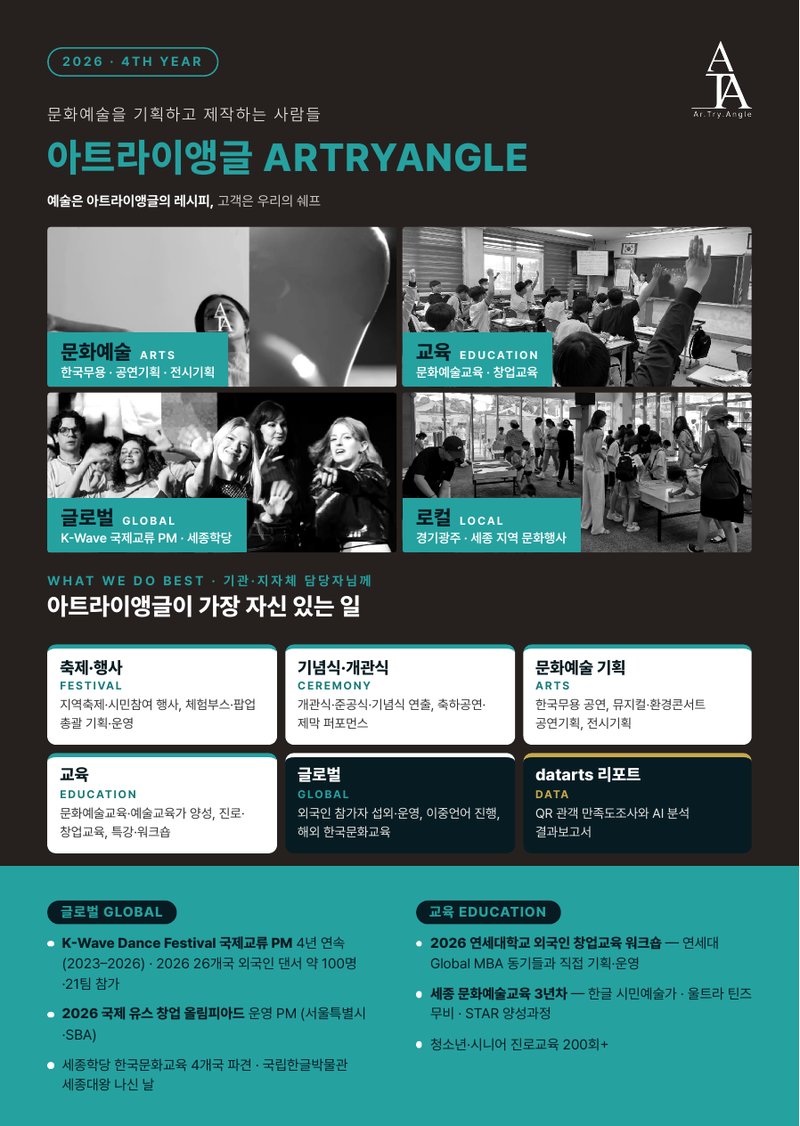 2026 · 4TH YEAR
ATA
Ar.Try.Angle
문화예술을 기획하고 제작하는 사람들
아트라이앵글 ARTRYANGLE
예술은 아트라이앵글의 레시피, 고객은 우리의 쉐프
ATA
문화예술 ARTS
한국무용 · 공연기획 · 전시기획
교육 EDUCATION
문화예술교육 · 창업교육
글로벌 GLOBAL
K-Wave 국제교류 PM · 세종학당
로컬 LOCAL
경기광주 · 세종 지역 문화행사
WHAT WE DO BEST · 기관·지자체 담당자님께
아트라이앵글이 가장 자신 있는 일
축제·행사
FESTIVAL
지역축제·시민참여 행사, 체험부스·팝업
총괄 기획·운영
기념식·개관식
CEREMONY
개관식·준공식·기념식 연출, 축하공연·
제막 퍼포먼스
문화예술 기획
ARTS
한국무용 공연, 뮤지컬·환경콘서트
공연기획, 전시기획
교육
EDUCATION
문화예술교육·예술교육가 양성, 진로·
창업교육, 특강·워크숍
글로벌
GLOBAL
외국인 참가자 섭외·운영, 이중언어 진행,
해외 한국문화교육
datarts 리포트
DATA
QR 관객 만족도조사와 AI 분석
결과보고서
글로벌 GLOBAL
K-Wave Dance Festival 국제교류 PM 4년 연속
(2023–2026) · 2026 26개국 외국인 댄서 약 100명
·21팀 참가
2026 국제 유스 창업 올림피아드 운영 PM (서울특별시
·SBA)
세종학당 한국문화교육 4개국 파견 · 국립한글박물관
세종대왕 나신 날
교육 EDUCATION
2026 연세대학교 외국인 창업교육 워크숍 — 연세대
Global MBA 동기들과 직접 기획·운영
세종 문화예술교육 3년차 — 한글 시민예술가 · 울트라 틴즈
무비 · STAR 양성과정
청소년·시니어 진로교육 200회+